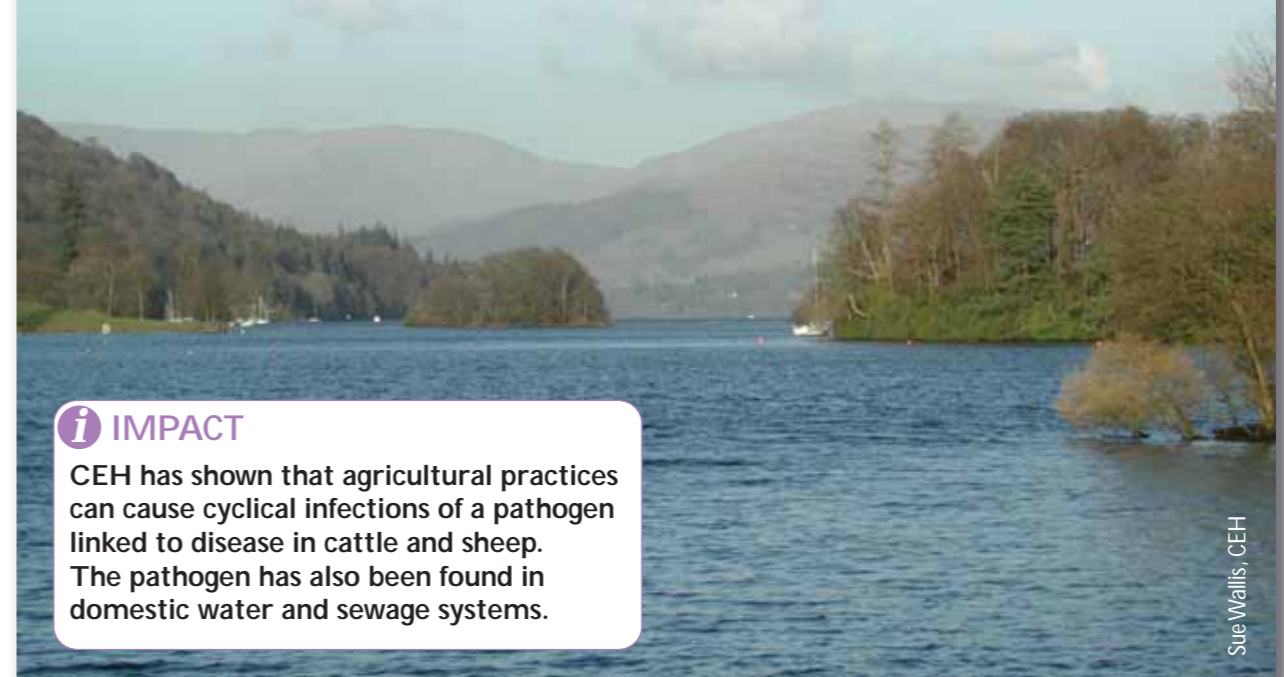 i IMPACT
CEH has shown that agricultural practices
can cause cyclical infections of a pathogen
linked to disease in cattle and sheep.
The pathogen has also been found in
domestic water and sewage systems.
Sue Wallis, CEH